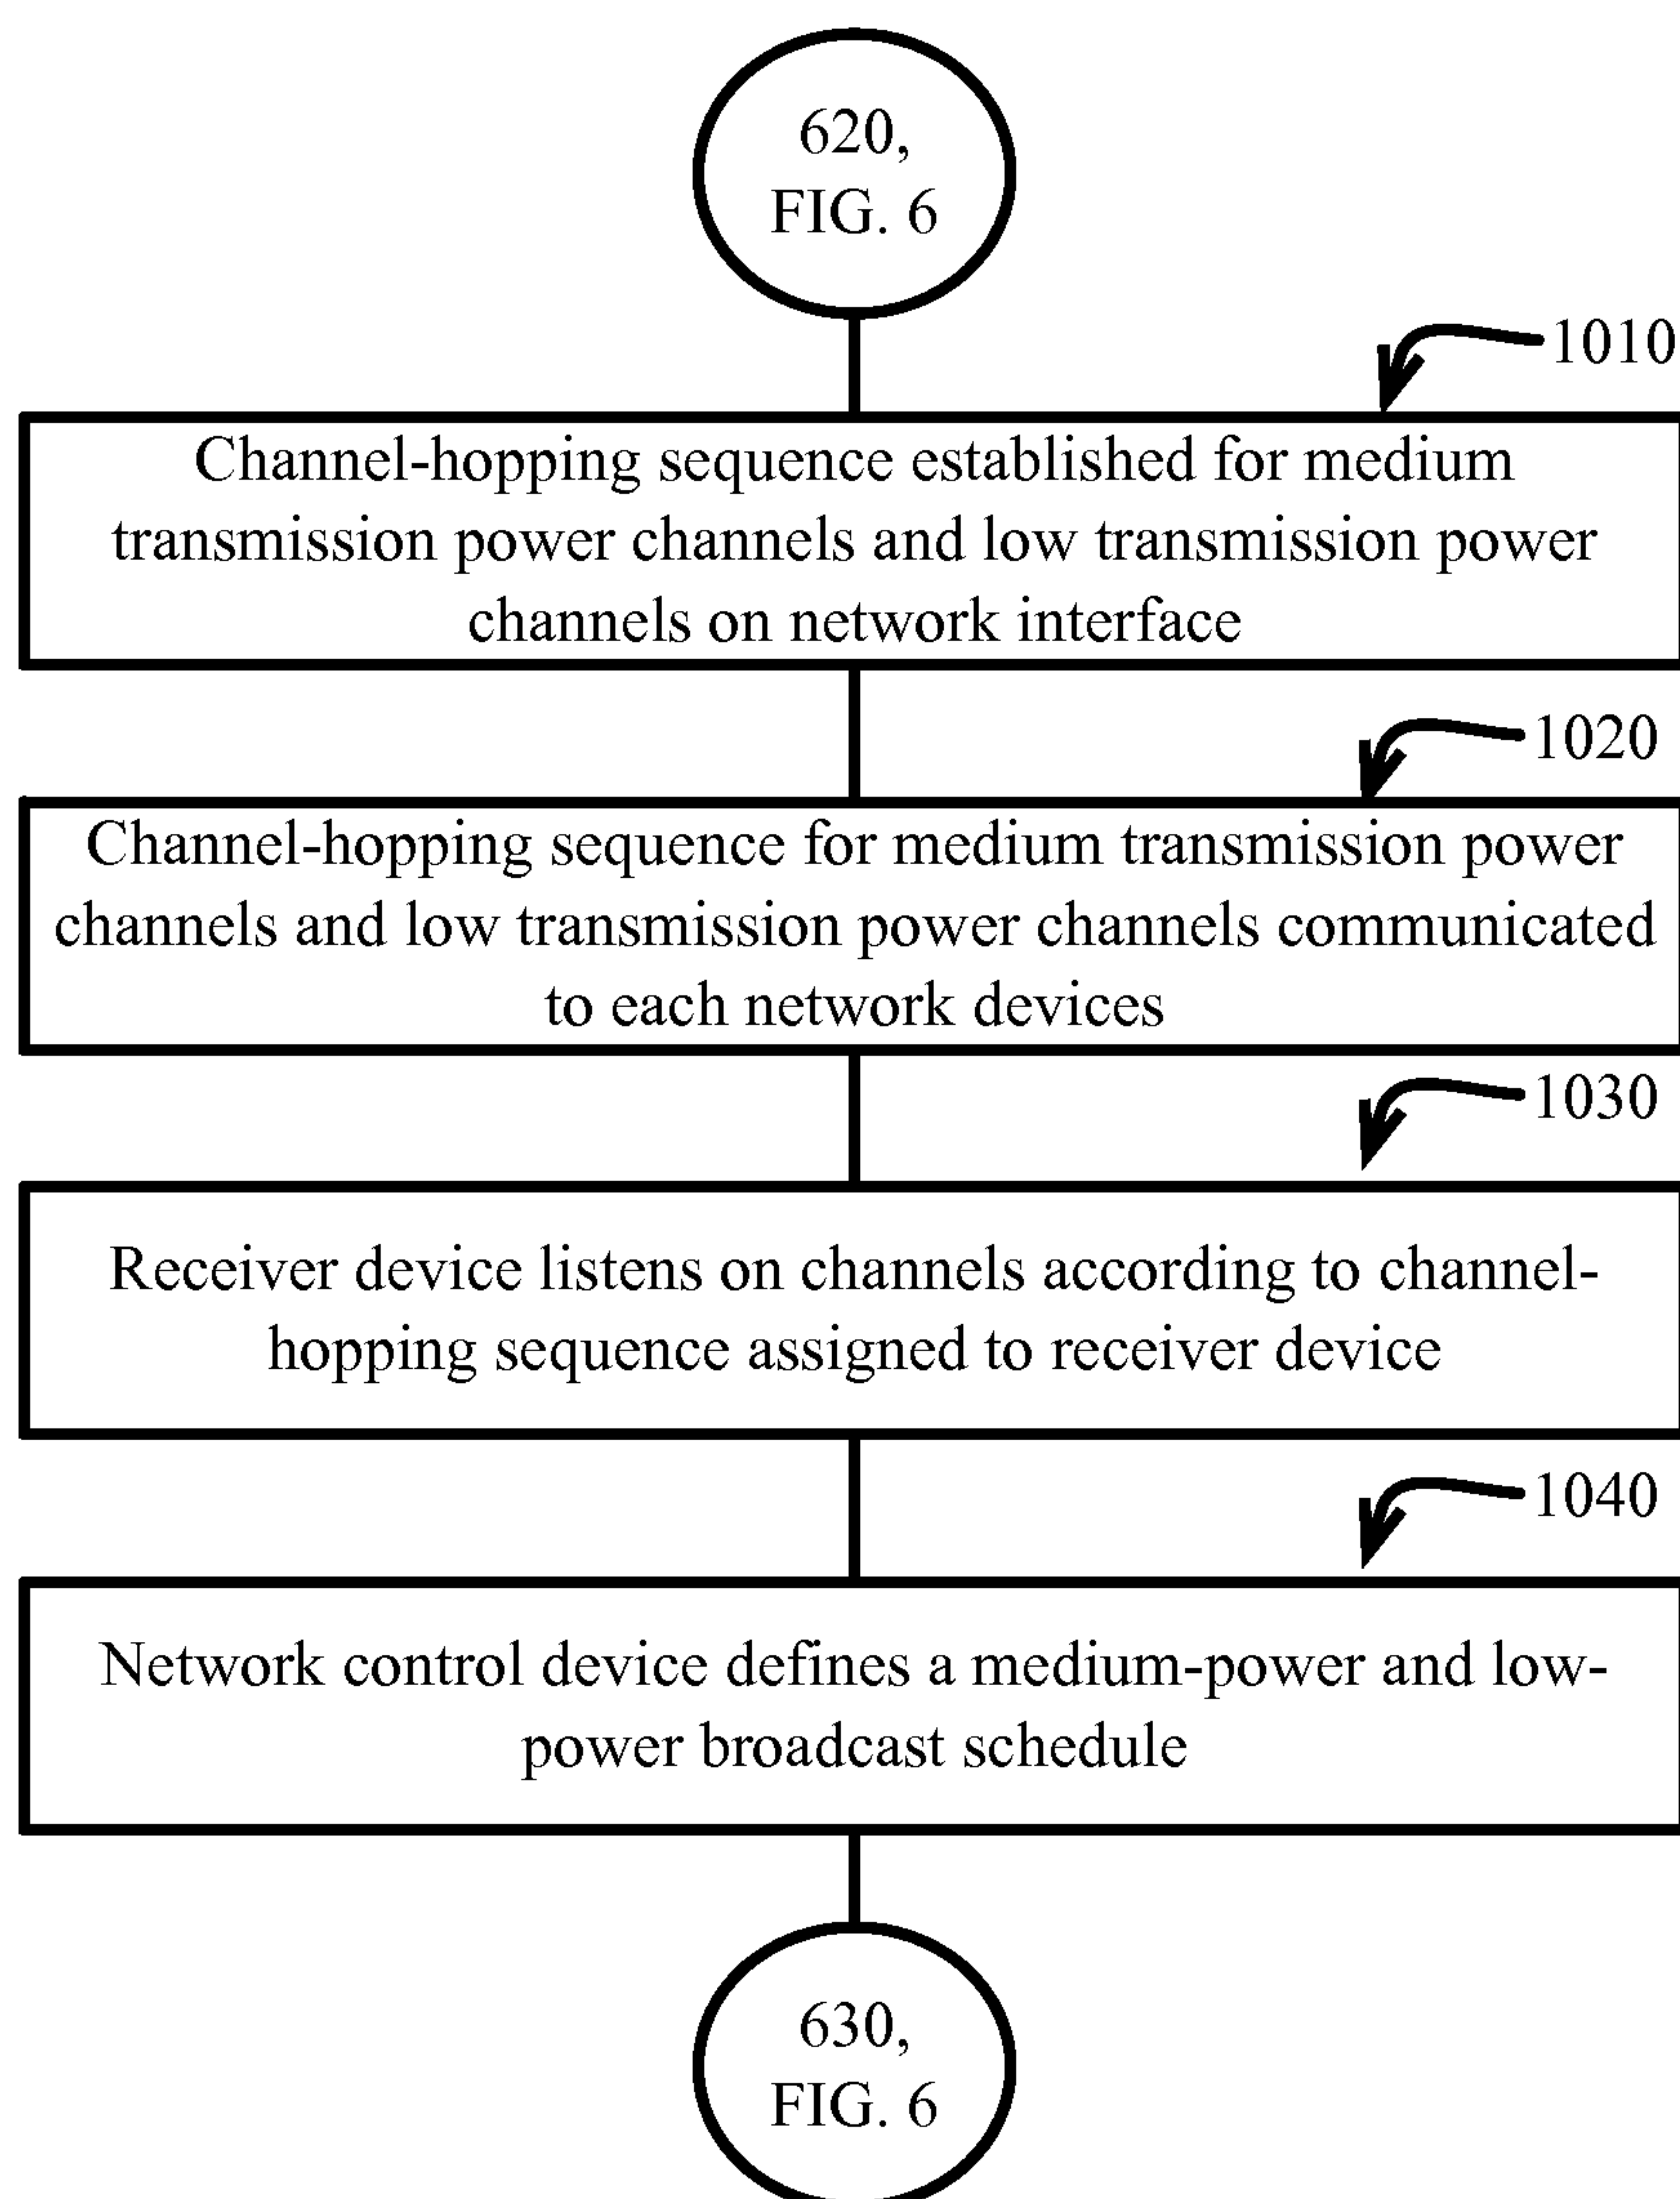 620,
FIG. 6
1010
Channel-hopping sequence established for medium
transmission power channels and low transmission power
channels on network interface
1020
Channel-hopping sequence for medium transmission power
channels and low transmission power channels communicated
to each network devices
1030
Receiver device listens on channels according to channel-
hopping sequence assigned to receiver device
1040
Network control device defines a medium-power and low-
power broadcast schedule
630,
FIG. 6